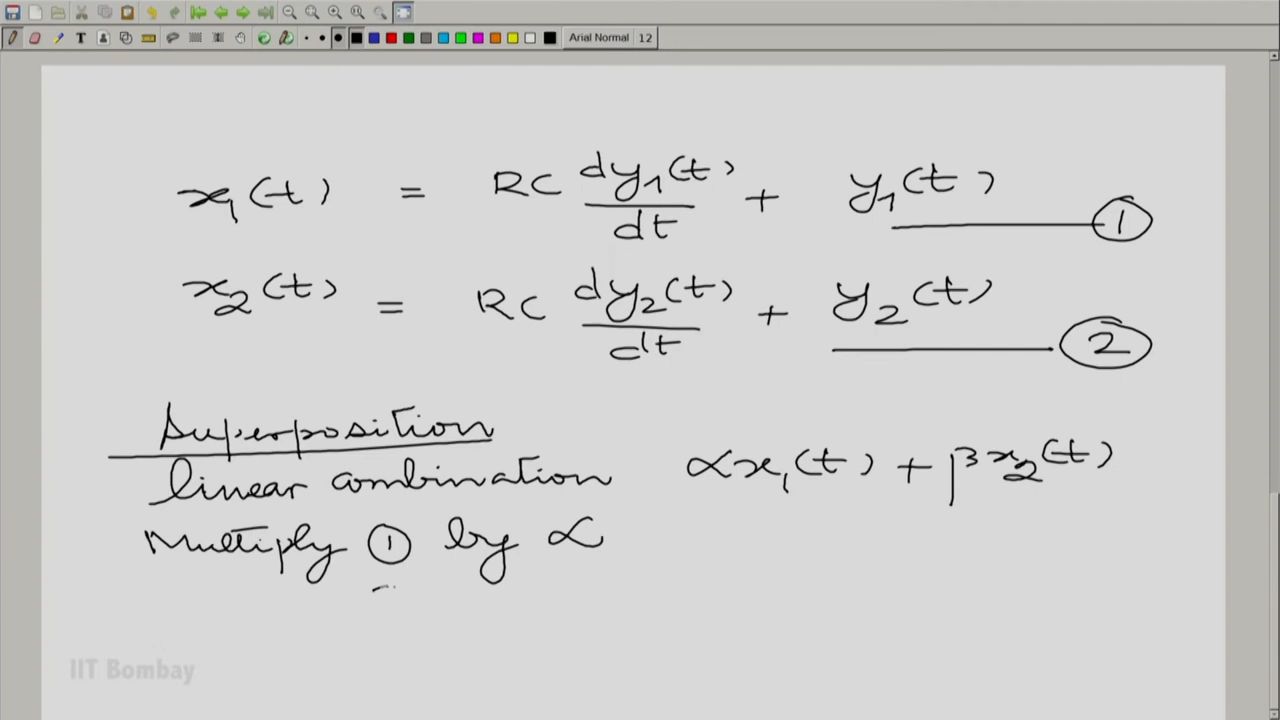 Arial Normal 12
x₁(t) = RC dy₁(t)/dt + y₁(t) ①
x₂(t) = RC dy₂(t)/dt + y₂(t) ②
Superposition
linear combination αx₁(t) + βx₂(t)
Multiply ① by α
IIT Bombay